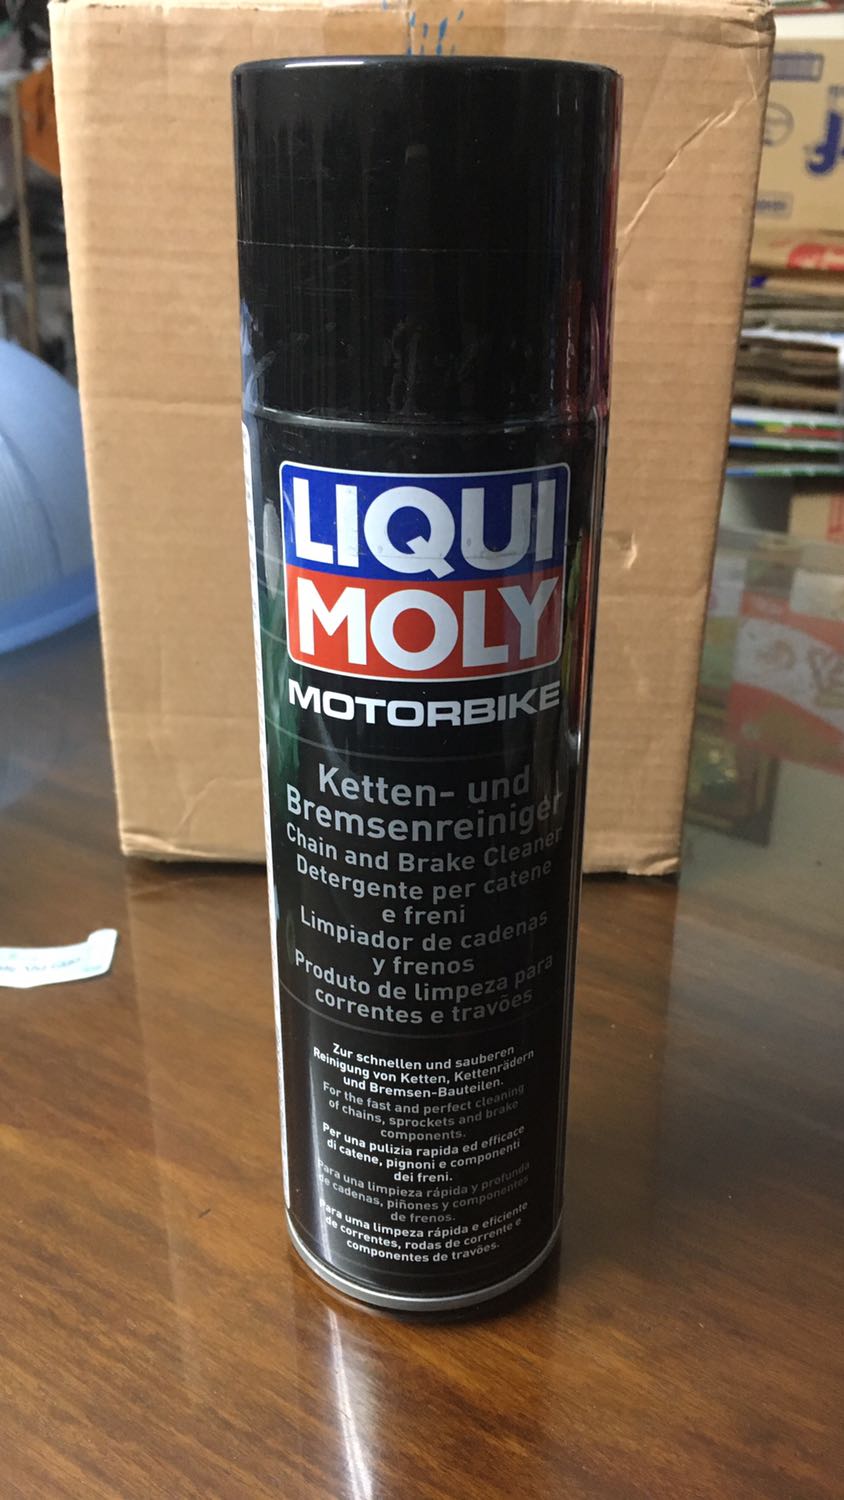 LIQUI
MOLY
MOTORBIKE
Ketten- und
Bremsenreiniger
Chain and Brake Cleaner
Detergente per catene
e freni
Limpiador de cadenas
y frenos
Produto de limpeza para
correntes e travões
Zur schnellen und sauberen
Reinigung von Ketten, Kettenrädern
und Bremsen-Bauteilen.
For the fast and perfect cleaning
of chains, sprockets and brake
components.
Per una pulizia rapida ed efficace
di catene, pignoni e componenti
dei freni.
Para una limpieza rápida y profunda
de cadenas, piñones y componentes
de frenos.
Para uma limpeza rápida e eficiente
de correntes, rodas de corrente e
componentes de travões.